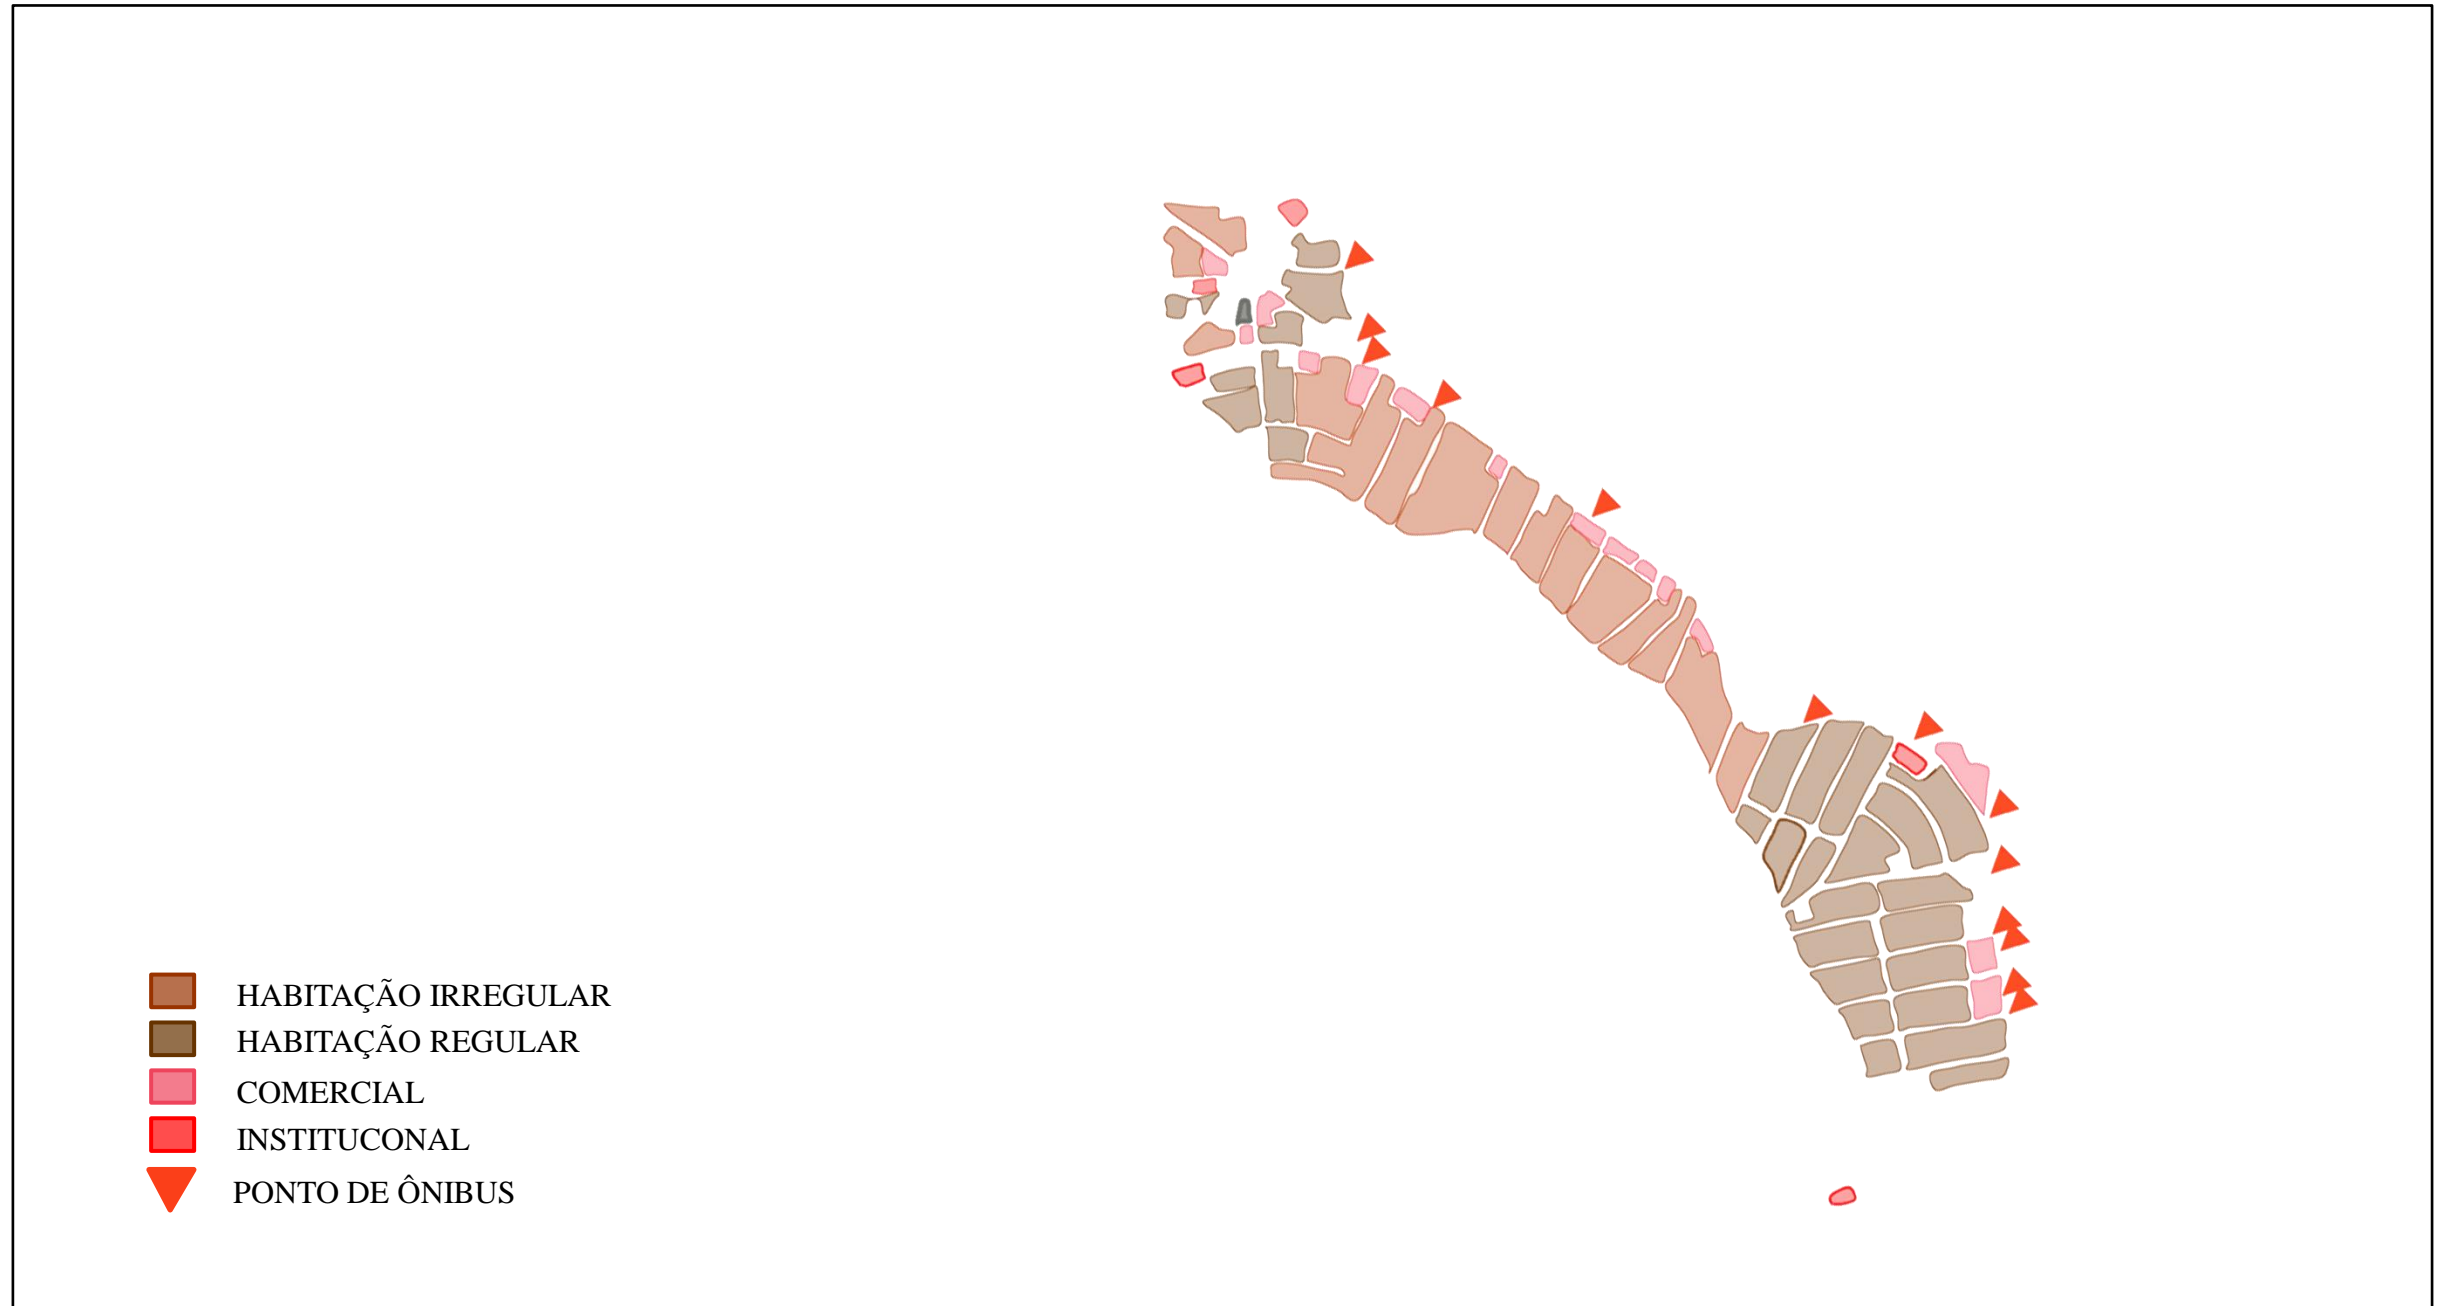 HABITAÇÃO IRREGULAR
HABITAÇÃO REGULAR
COMERCIAL
INSTITUCONAL
PONTO DE ÔNIBUS